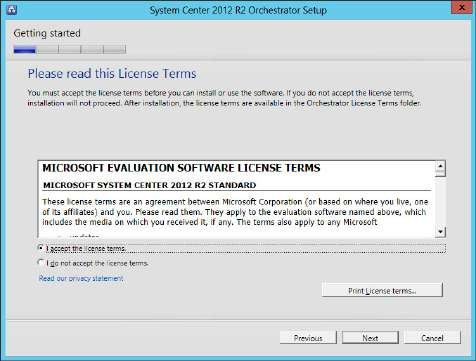 System Center 2012 R2 Orchestrator Setup
Getting started
Please read this License Terms
You must accept the license terms before you can install or use the software. If you do not accept the license terms,
installation will not proceed. After installation, the license terms are available in the Orchestrator License Terms folder.
MICROSOFT EVALUATION SOFTWARE LICENSE TERMS
MICROSOFT SYSTEM CENTER 2012 R2 STANDARD
These license terms are an agreement between Microsoft Corporation (or based on where you live, one
of its affiliates) and you. Please read them. They apply to the evaluation software named above, which
includes the media on which you received it, if any. The terms also apply to any Microsoft
I accept the license terms.
I do not accept the license terms.
Read our privacy statement
Print License terms...
Previous
Next
Cancel